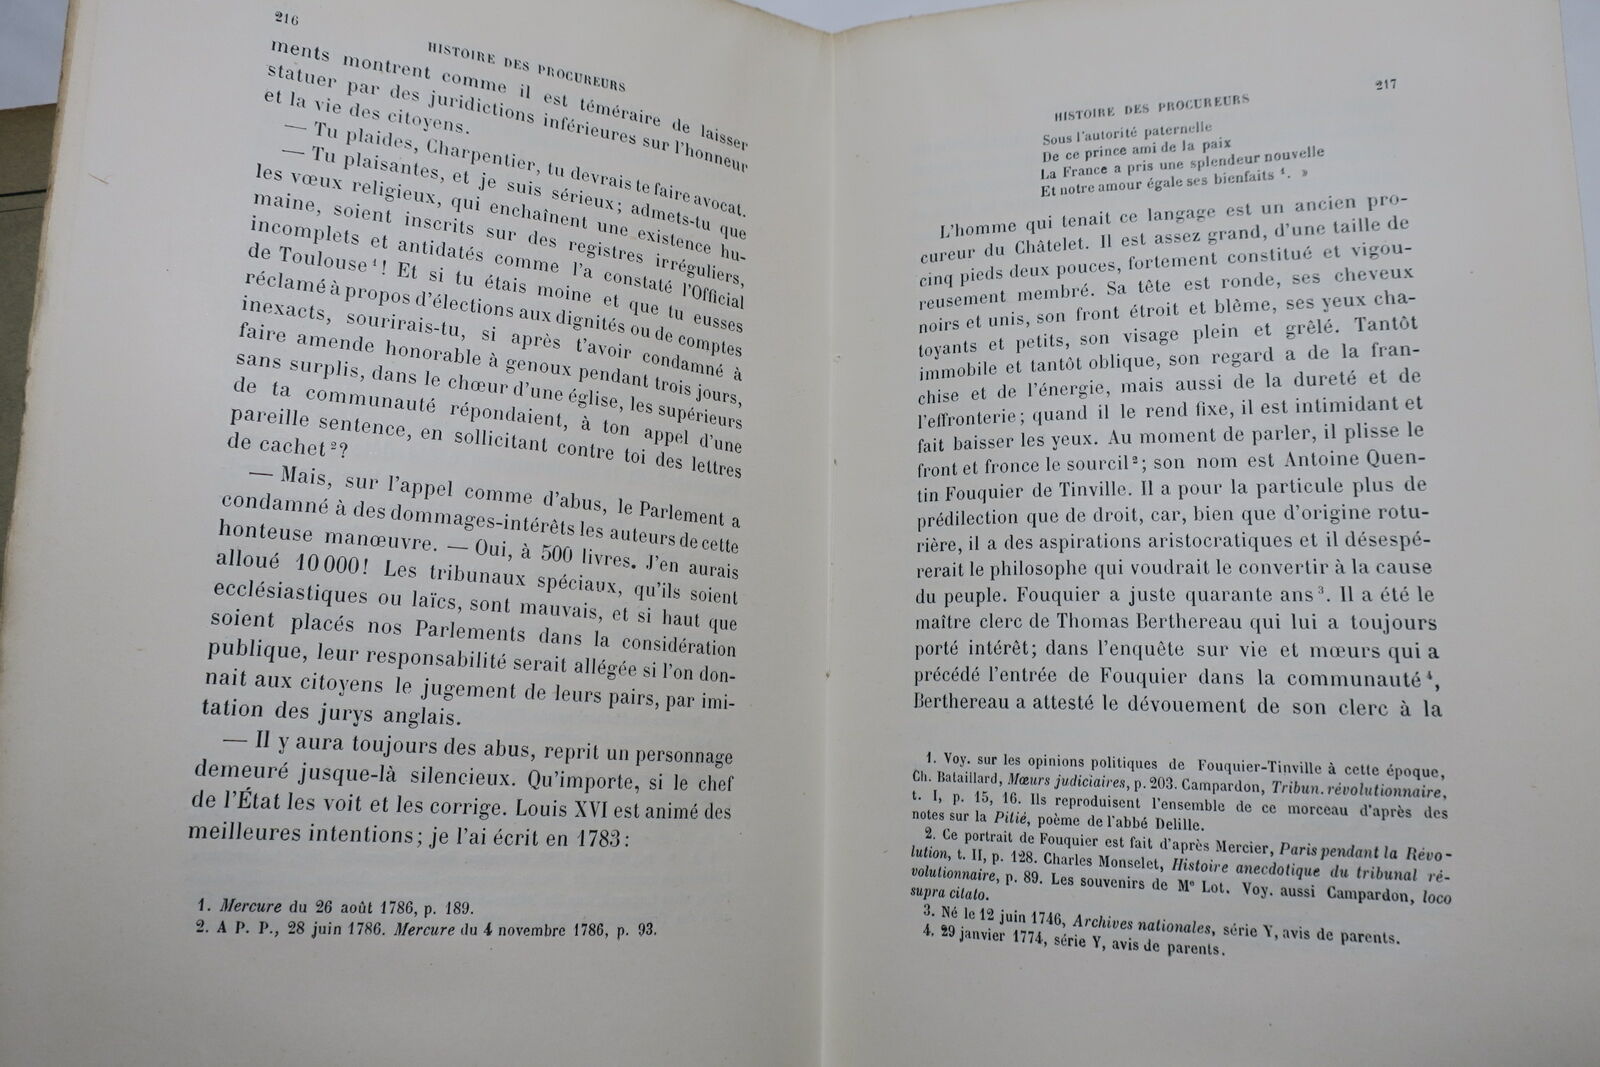 216
HISTOIRE DES PROCUREURS
ments montrent comme il est téméraire de laisser
statuer par des juridictions inférieures sur l'honneur
et la vie des citoyens.
— Tu plaides, Charpentier, tu devrais te faire avocat.
— Tu plaisantes, et je suis sérieux; admets-tu que
les vœux religieux, qui enchaînent une existence hu-
maine, soient inscrits sur des registres irréguliers,
incomplets et antidatés comme l'a constaté l'Official
de Toulouse¹! Et si tu étais moine et que tu eusses
réclamé à propos d'élections aux dignités ou de comptes
inexacts, sourirais-tu, si après t'avoir condamné à
faire amende honorable à genoux pendant trois jours,
sans surplis, dans le chœur d'une église, les supérieurs
de ta communauté répondaient, à ton appel d'une
pareille sentence, en sollicitant contre toi des lettres
de cachet²?
— Mais, sur l'appel comme d'abus, le Parlement a
condamné à des dommages-intérêts les auteurs de cette
honteuse manœuvre. — Oui, à 500 livres. J'en aurais
alloué 10000! Les tribunaux spéciaux, qu'ils soient
ecclésiastiques ou laïcs, sont mauvais, et si haut que
soient placés nos Parlements dans la considération
publique, leur responsabilité serait allégée si l'on don-
nait aux citoyens le jugement de leurs pairs, par imi-
tation des jurys anglais.
— Il y aura toujours des abus, reprit un personnage
demeuré jusque-là silencieux. Qu'importe, si le chef
de l'État les voit et les corrige. Louis XVI est animé des
meilleures intentions; je l'ai écrit en 1783:
1. Mercure du 26 août 1786, p. 189.
2. A P. P., 28 juin 1786. Mercure du 4 novembre 1786, p. 93.
217
HISTOIRE DES PROCUREURS
Sous l'autorité paternelle
De ce prince ami de la paix
La France a pris une splendeur nouvelle
Et notre amour égale ses bienfaits ¹. »
L'homme qui tenait ce langage est un ancien pro-
cureur du Châtelet. Il est assez grand, d'une taille de
cinq pieds deux pouces, fortement constitué et vigou-
reusement membré. Sa tête est ronde, ses cheveux
noirs et unis, son front étroit et blême, ses yeux cha-
toyants et petits, son visage plein et grêlé. Tantôt
immobile et tantôt oblique, son regard a de la fran-
chise et de l'énergie, mais aussi de la dureté et de
l'effronterie; quand il le rend fixe, il est intimidant et
fait baisser les yeux. Au moment de parler, il plisse le
front et fronce le sourcil²; son nom est Antoine Quen-
tin Fouquier de Tinville. Il a pour la particule plus de
prédilection que de droit, car, bien que d'origine rotu-
rière, il a des aspirations aristocratiques et il désespé-
rerait le philosophe qui voudrait le convertir à la cause
du peuple. Fouquier a juste quarante ans³. Il a été le
maître clerc de Thomas Berthereau qui lui a toujours
porté intérêt; dans l'enquête sur vie et mœurs qui a
précédé l'entrée de Fouquier dans la communauté⁴,
Berthereau a attesté le dévouement de son clerc à la
1. Voy. sur les opinions politiques de Fouquier-Tinville à cette époque,
Ch. Bataillard, Mœurs judiciaires, p. 203. Campardon, Tribun. révolutionnaire,
t. I, p. 15, 16. Ils reproduisent l'ensemble de ce morceau d'après des
notes sur la Pitié, poème de l'abbé Delille.
2. Ce portrait de Fouquier est fait d'après Mercier, Paris pendant la Révo-
lution, t. II, p. 128. Charles Monselet, Histoire anecdotique du tribunal ré-
volutionnaire, p. 89. Les souvenirs de Mᵉ Lot. Voy. aussi Campardon, loco
supra citato.
3. Né le 12 juin 1746, Archives nationales, série Y, avis de parents.
4. 29 janvier 1774, série Y, avis de parents.